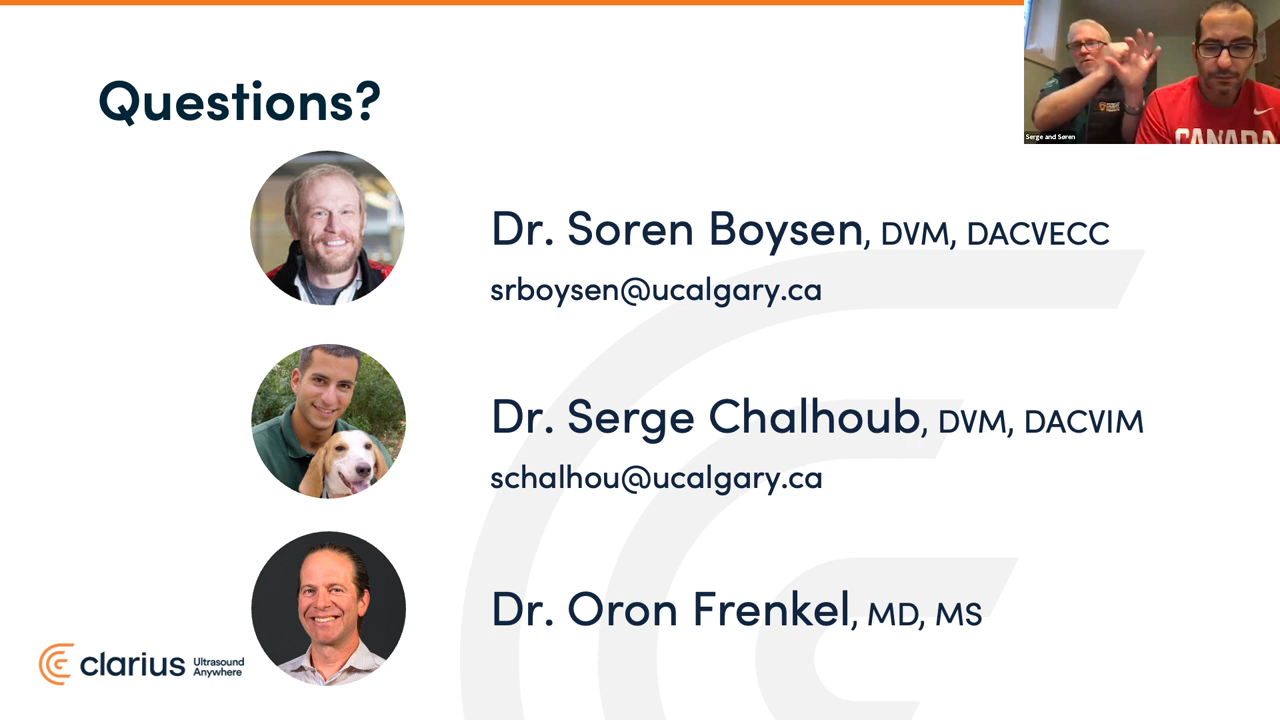 Questions?
Serge and Søren
CANADA
Dr. Soren Boysen, DVM, DACVECC
srboysen@ucalgary.ca
Dr. Serge Chalhoub, DVM, DACVIM
schalhou@ucalgary.ca
Dr. Oron Frenkel, MD, MS
clarius Ultrasound
Anywhere